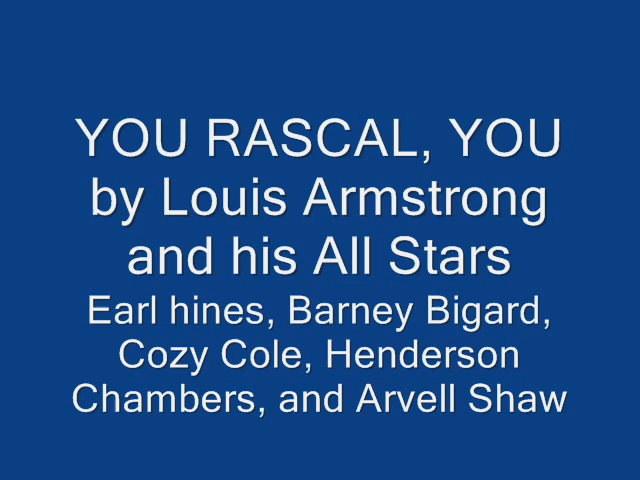 YOU RASCAL, YOU
by Louis Armstrong
and his All Stars
Earl hines, Barney Bigard,
Cozy Cole, Henderson
Chambers, and Arvell Shaw